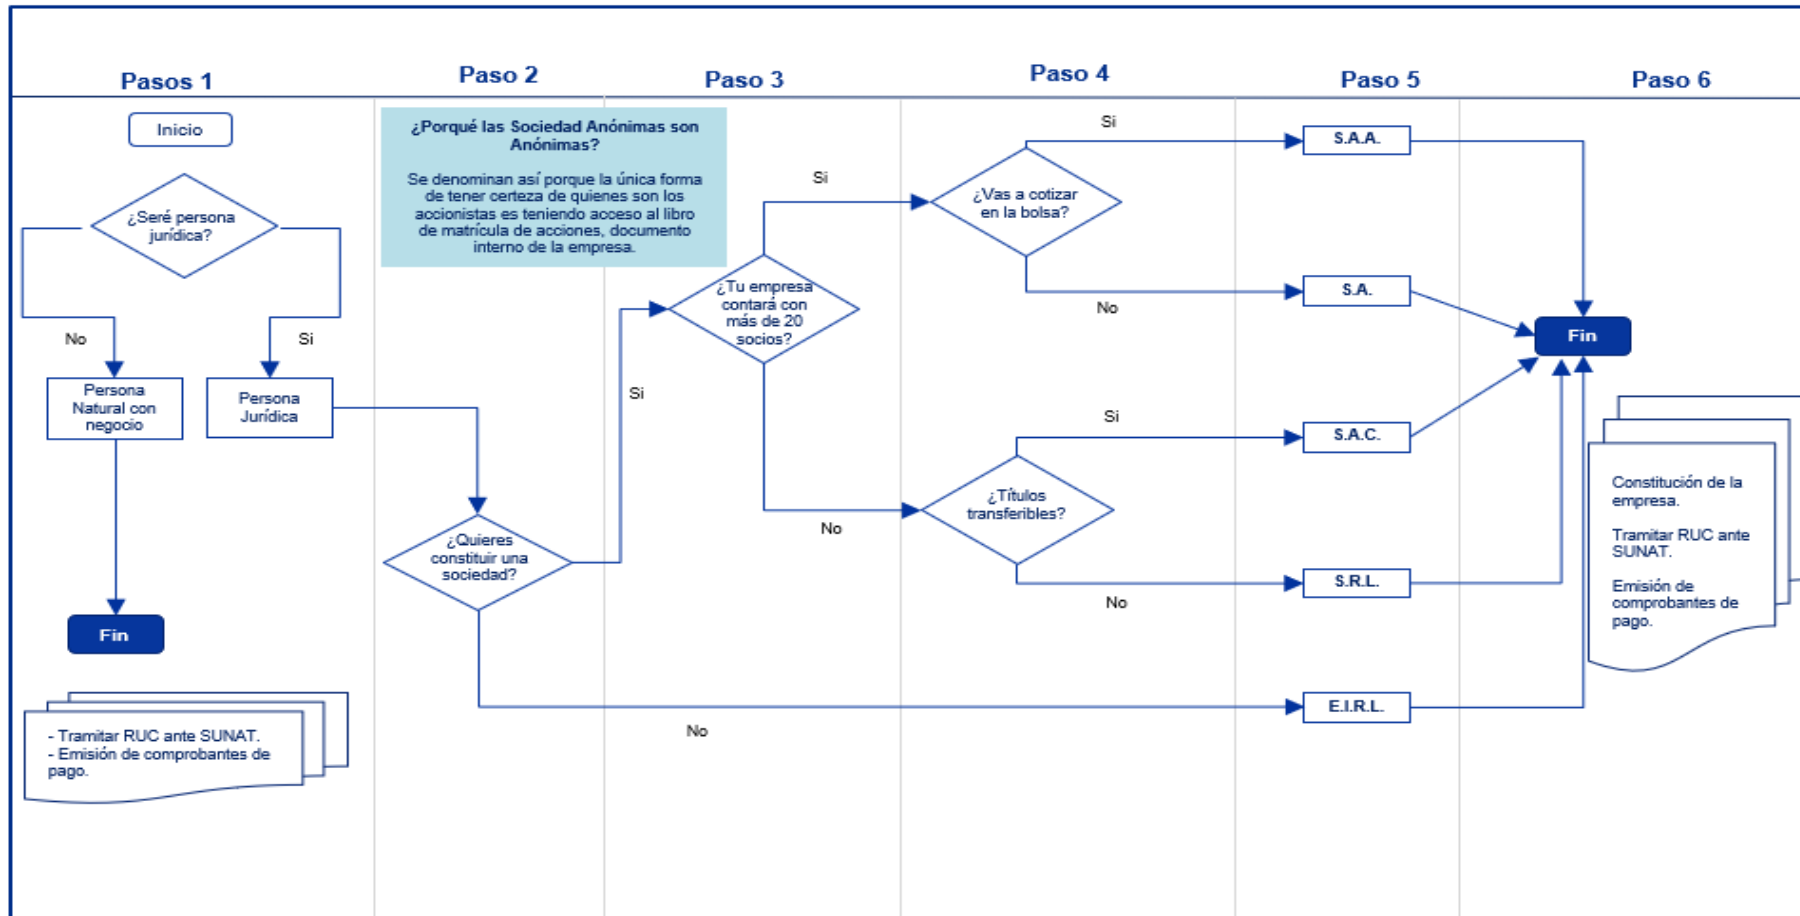 Pasos 1
Paso 2
Paso 3
Paso 4
Paso 5
Paso 6
Inicio
¿Seré persona
jurídica?
No
Si
Persona
Natural con
negocio
Persona
Jurídica
Fin
- Tramitar RUC ante SUNAT.
- Emisión de comprobantes de
pago.
¿Porqué las Sociedad Anónimas son
Anónimas?
Se denominan así porque la única forma
de tener certeza de quienes son los
accionistas es teniendo acceso al libro
de matrícula de acciones, documento
interno de la empresa.
¿Quieres
constituir una
sociedad?
Si
No
¿Tu empresa
contará con
más de 20
socios?
Si
No
¿Vas a cotizar
en la bolsa?
Si
No
¿Títulos
transferibles?
Si
No
S.A.A.
S.A.
S.A.C.
S.R.L.
E.I.R.L.
Fin
Constitución de la
empresa.
Tramitar RUC ante
SUNAT.
Emisión de
comprobantes de
pago.